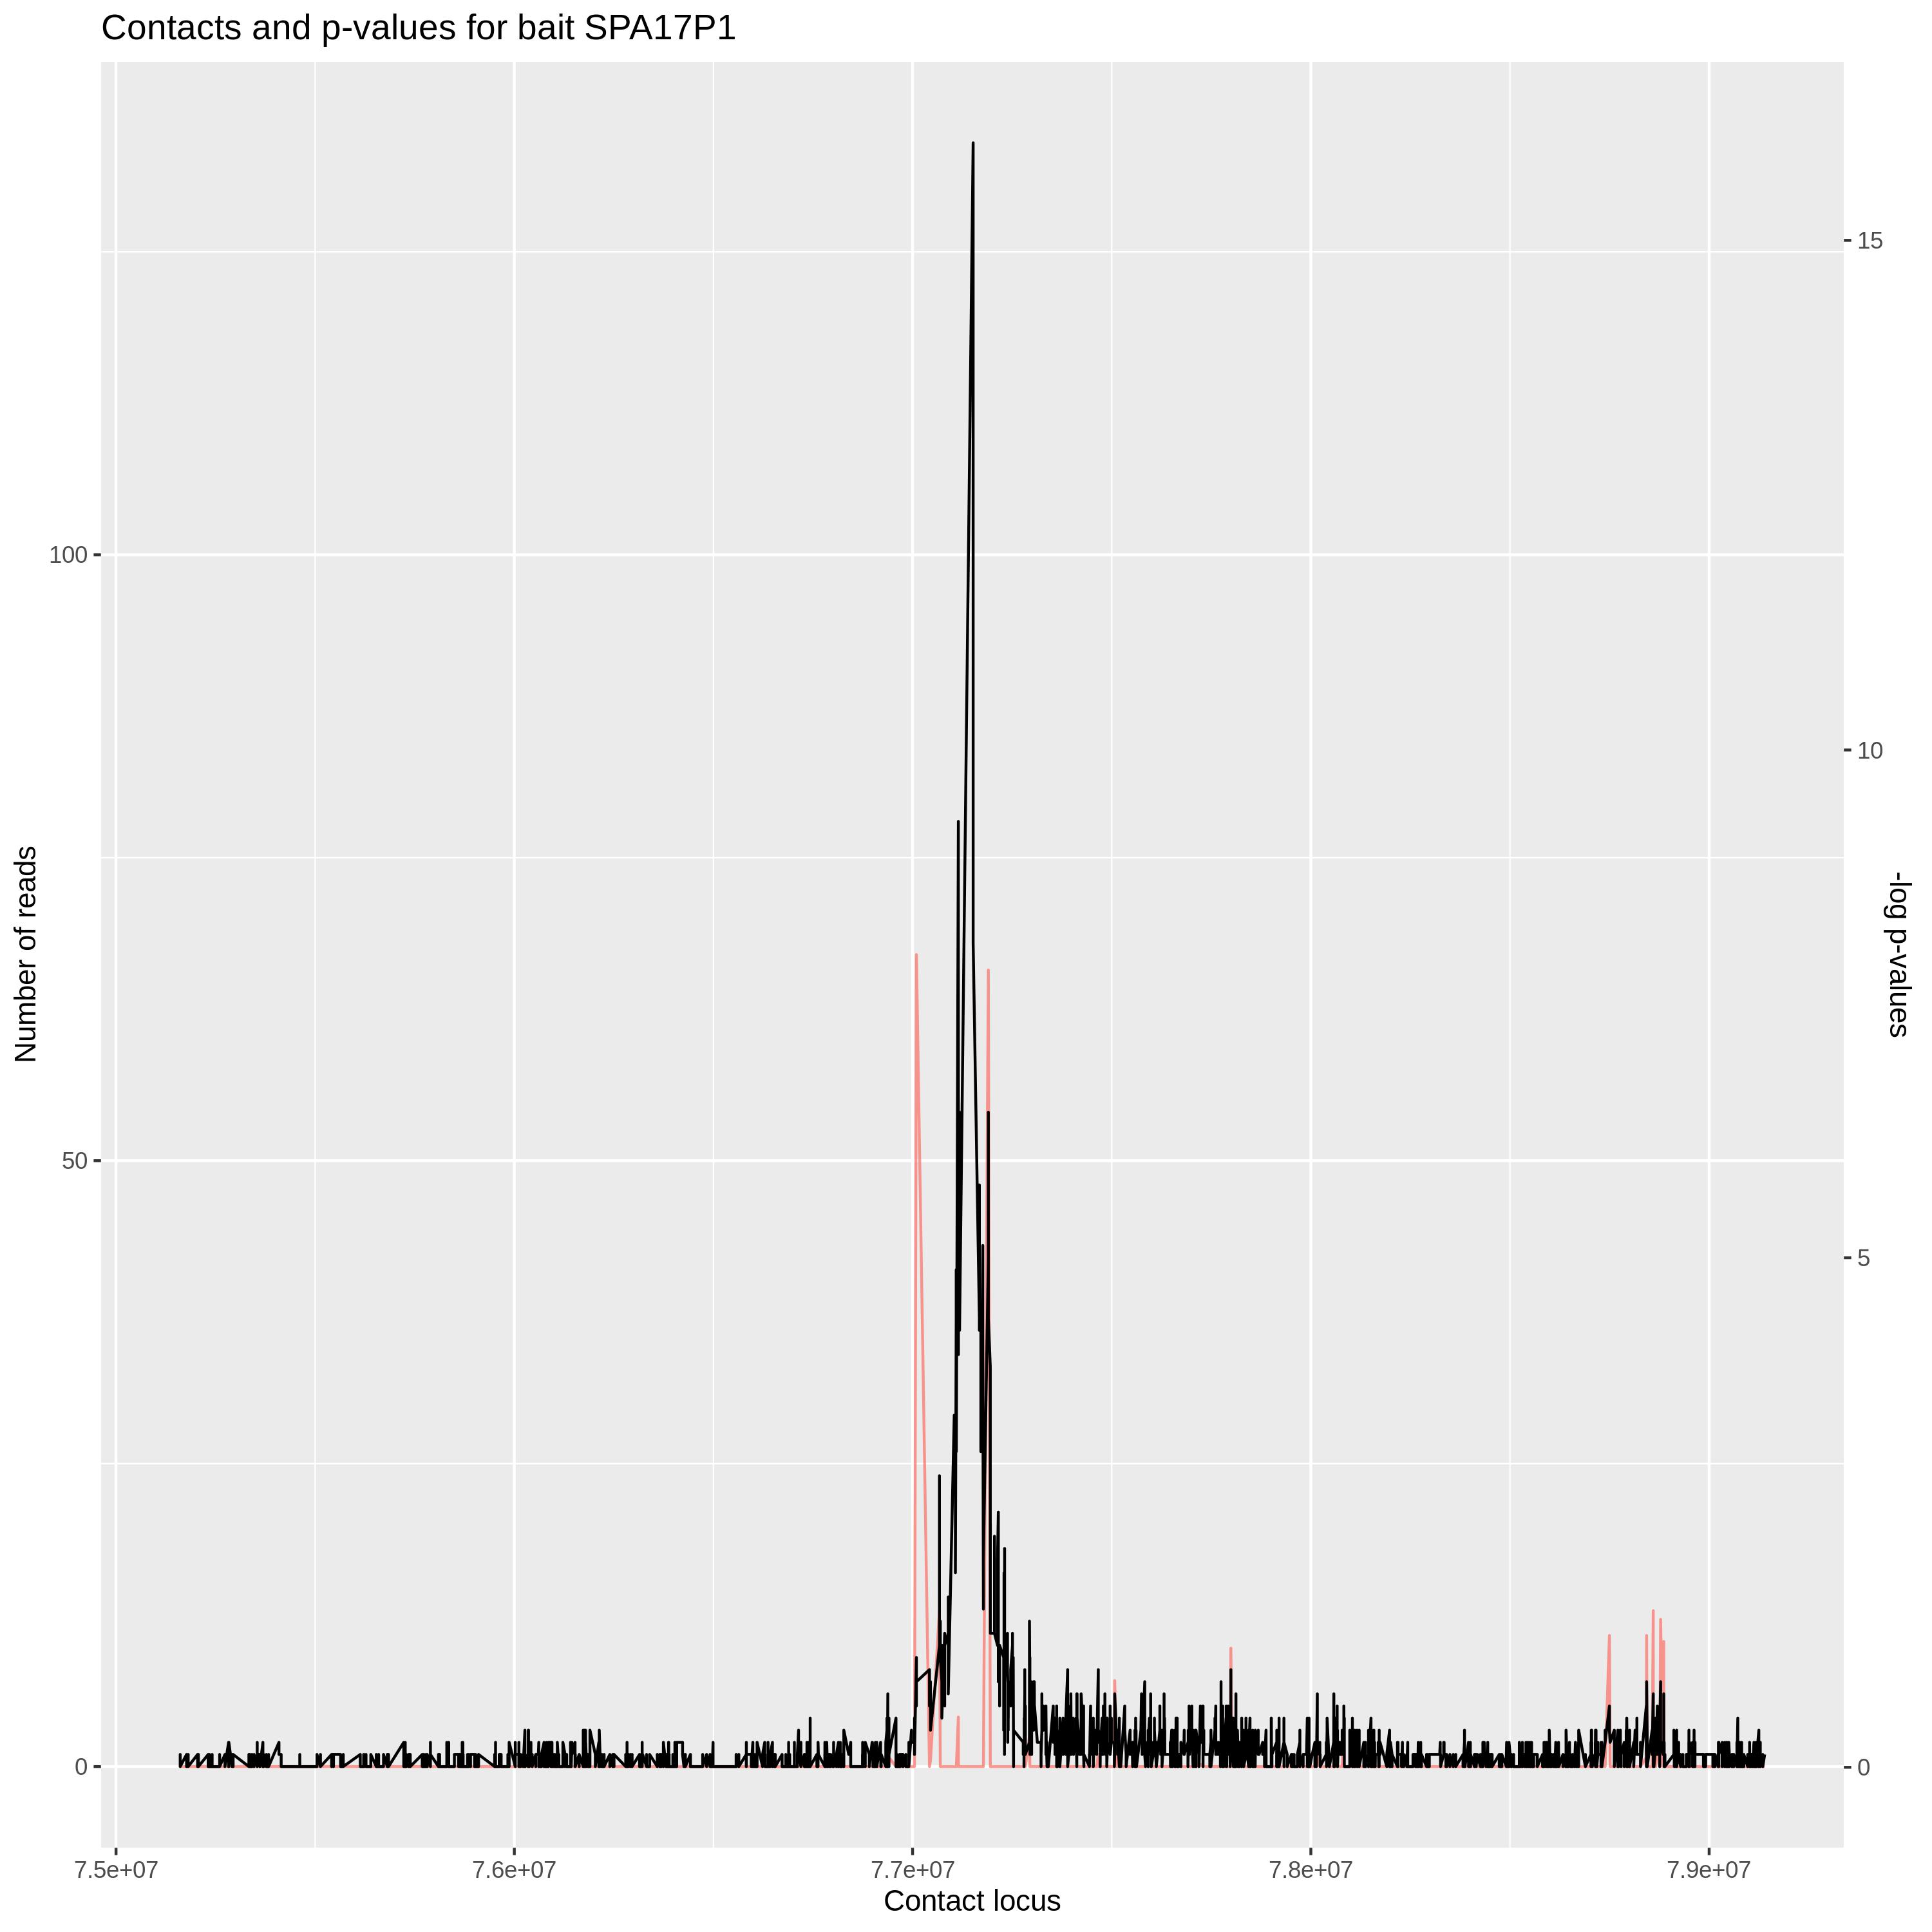 Contacts and p-values for bait SPA17P1
Number of reads
100
50
0
15
10
5
0
-log p-values
7.5e+07
7.6e+07
7.7e+07
7.8e+07
7.9e+07
Contact locus